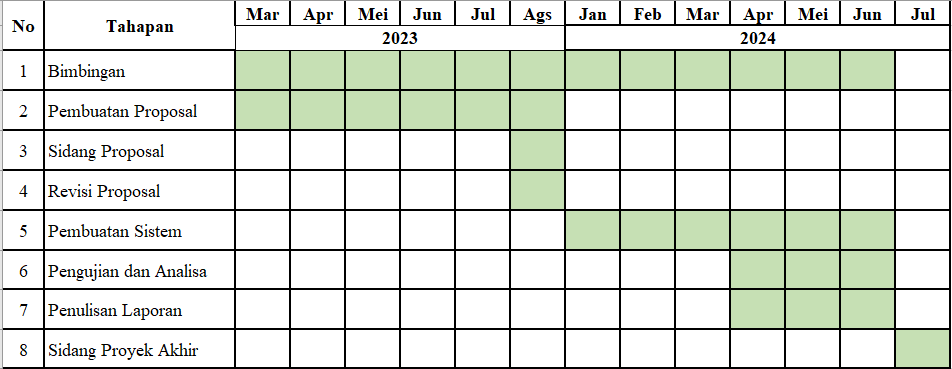 No Tahapan Mar Apr Mei Jun Jul Ags Jan Feb Mar Apr Mei Jun Jul
2023 2024
1 Bimbingan
2 Pembuatan Proposal
3 Sidang Proposal
4 Revisi Proposal
5 Pembuatan Sistem
6 Pengujian dan Analisa
7 Penulisan Laporan
8 Sidang Proyek Akhir